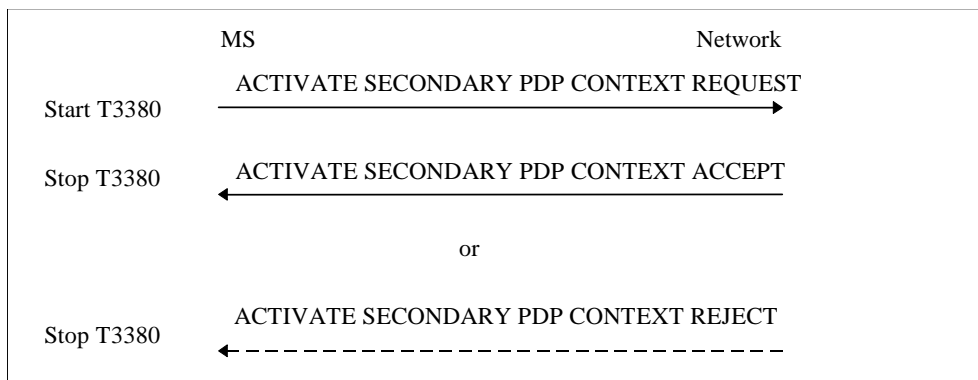 MS Network
ACTIVATE SECONDARY PDP CONTEXT REQUEST
Start T3380
ACTIVATE SECONDARY PDP CONTEXT ACCEPT
Stop T3380
or
ACTIVATE SECONDARY PDP CONTEXT REJECT
Stop T3380